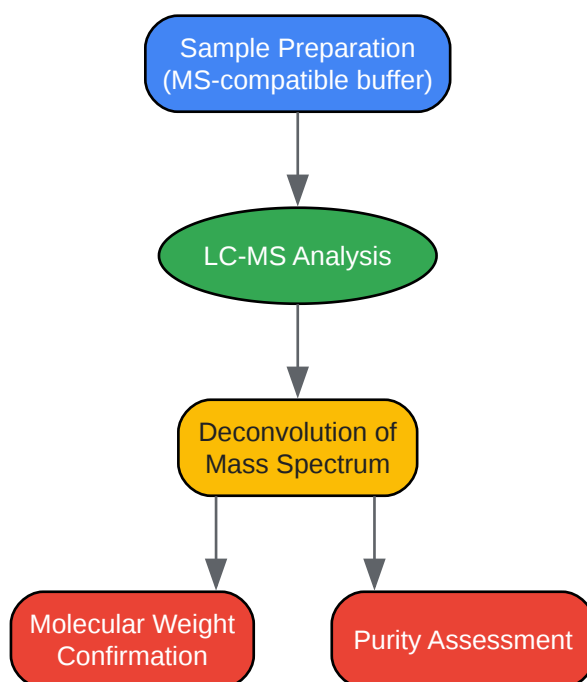 Sample Preparation
(MS-compatible buffer)
LC-MS Analysis
Deconvolution of
Mass Spectrum
Molecular Weight
Confirmation
Purity Assessment